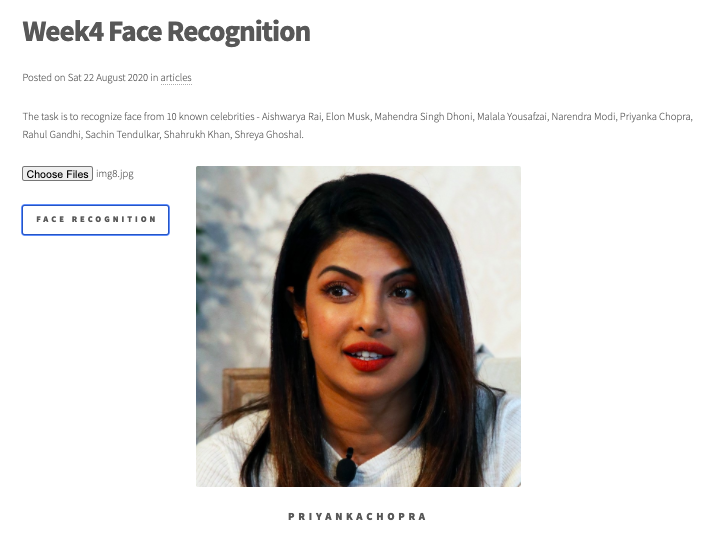 Week4 Face Recognition
Posted on Sat 22 August 2020 in articles
The task is to recognize face from 10 known celebrities - Aishwarya Rai, Elon Musk, Mahendra Singh Dhoni, Malala Yousafzai, Narendra Modi, Priyanka Chopra,
Rahul Gandhi, Sachin Tendulkar, Shahrukh Khan, Shreya Ghoshal.
Choose Files img8.jpg
FACE RECOGNITION
PRIYANKACHOPRA